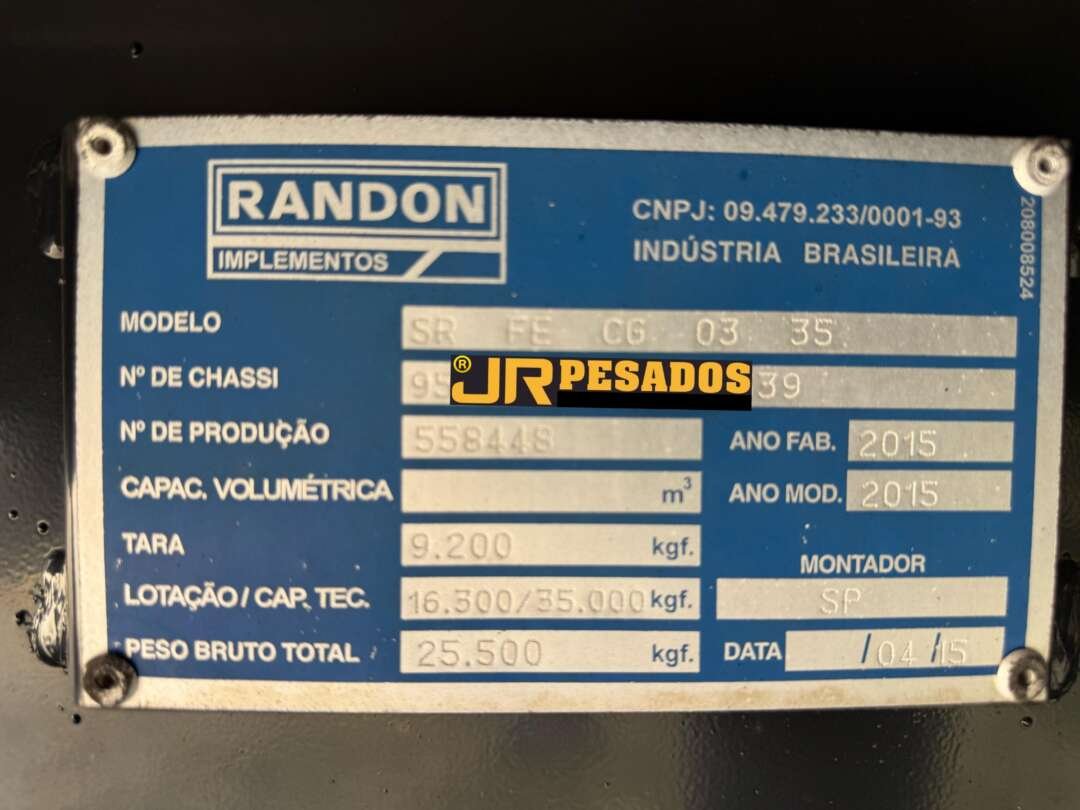 RANDON
IMPLEMENTOS
CNPJ: 09.479.233/0001-93
INDÚSTRIA BRASILEIRA
208008524
MODELO SR FE CG 03 35
Nº DE CHASSI 95 ® JR PESADOS 39
Nº DE PRODUÇÃO 558448 ANO FAB. 2015
CAPAC. VOLUMÉTRICA m³ ANO MOD. 2015
TARA 9.200 kgf.
MONTADOR
LOTAÇÃO / CAP. TEC. 16.300/35.000 kgf. SP
PESO BRUTO TOTAL 25.500 kgf. DATA /04/15